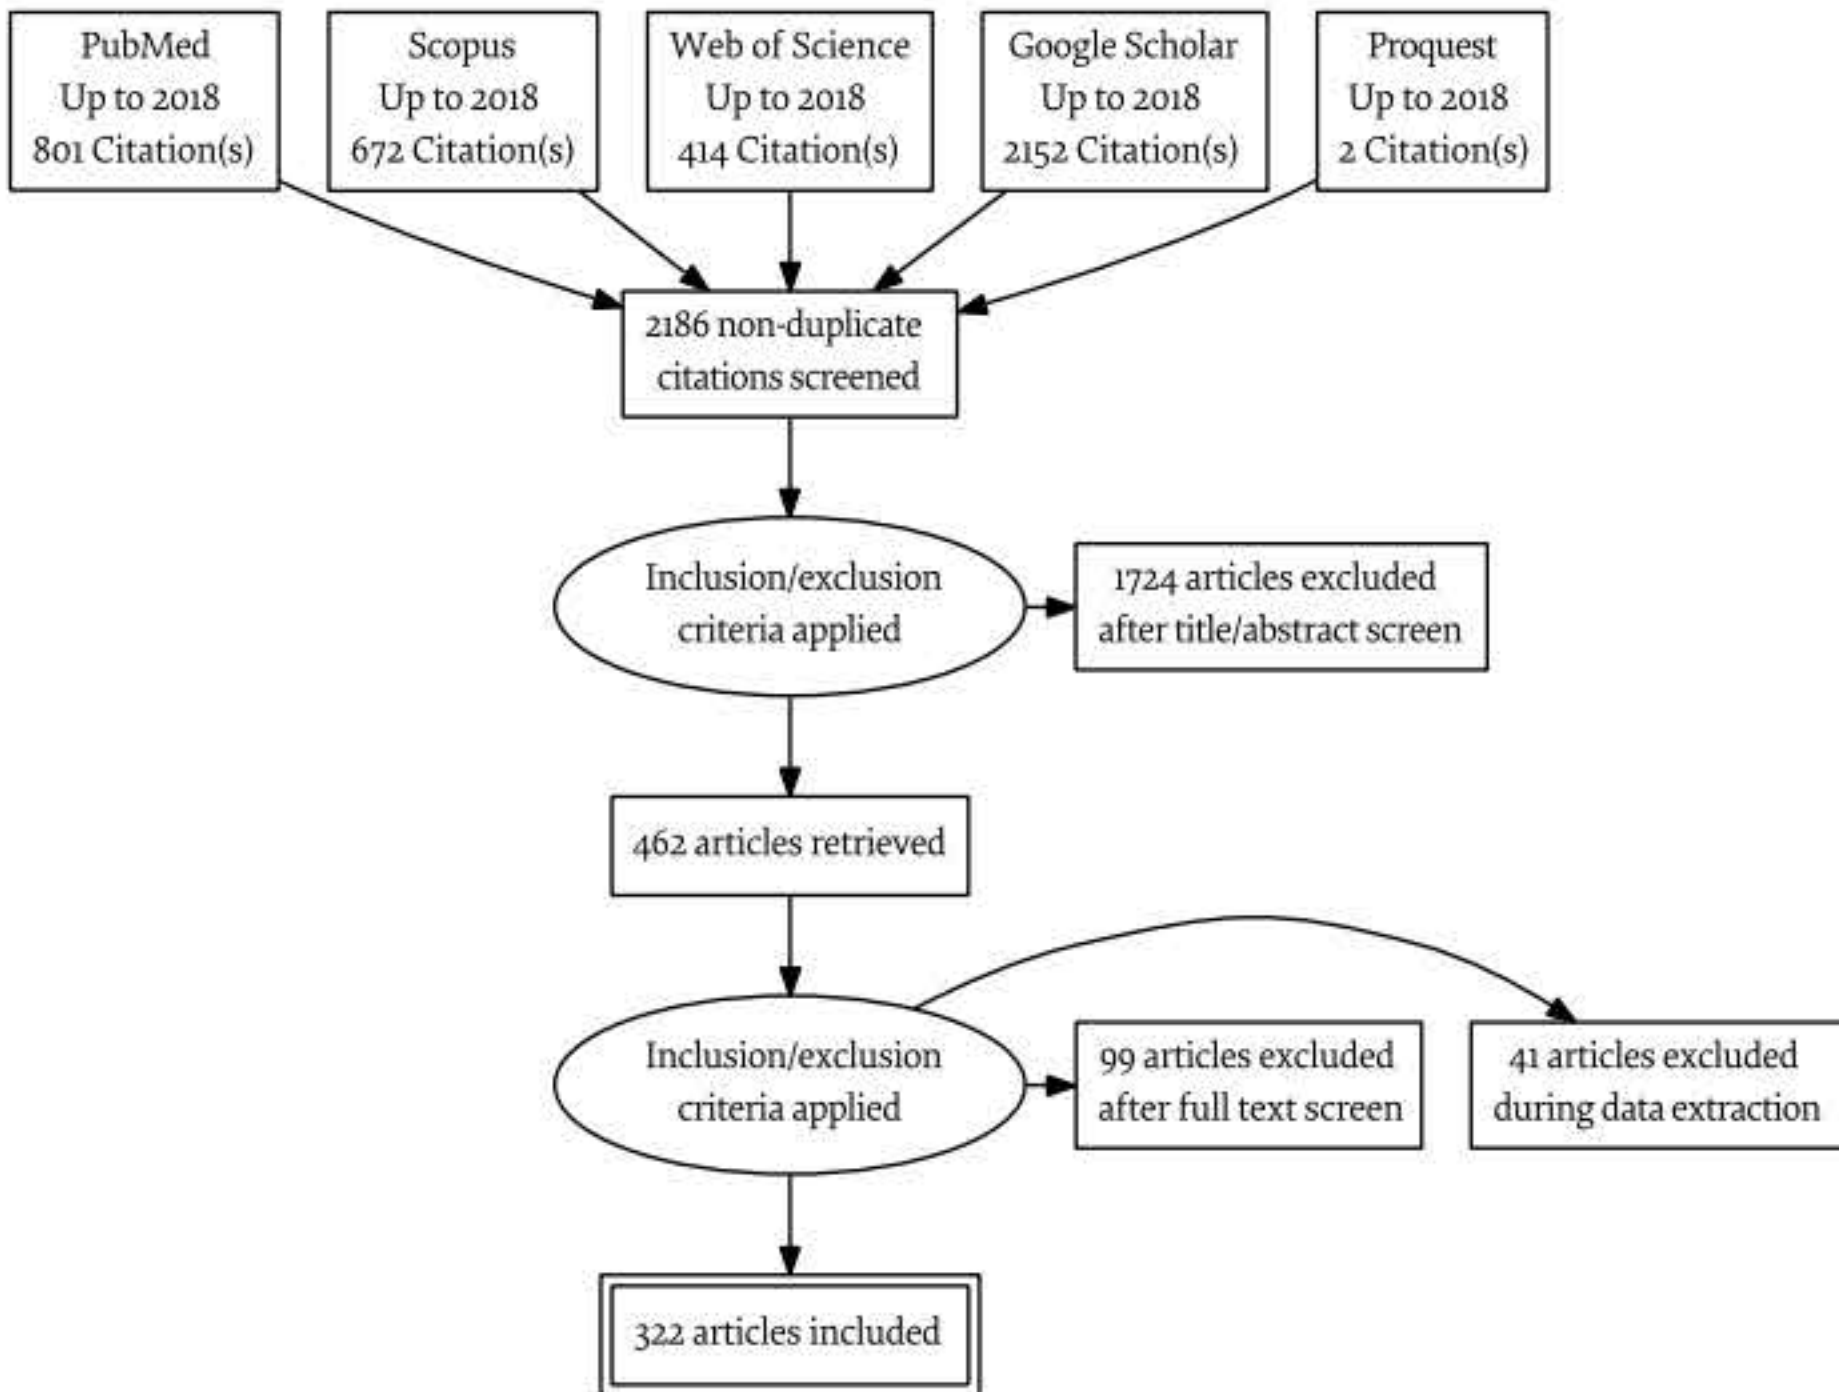 PubMed
Up to 2018
801 Citation(s)
Scopus
Up to 2018
672 Citation(s)
Web of Science
Up to 2018
414 Citation(s)
Google Scholar
Up to 2018
2152 Citation(s)
Proquest
Up to 2018
2 Citation(s)
2186 non-duplicate
citations screened
Inclusion/exclusion
criteria applied
1724 articles excluded
after title/abstract screen
462 articles retrieved
Inclusion/exclusion
criteria applied
99 articles excluded
after full text screen
41 articles excluded
during data extraction
322 articles included